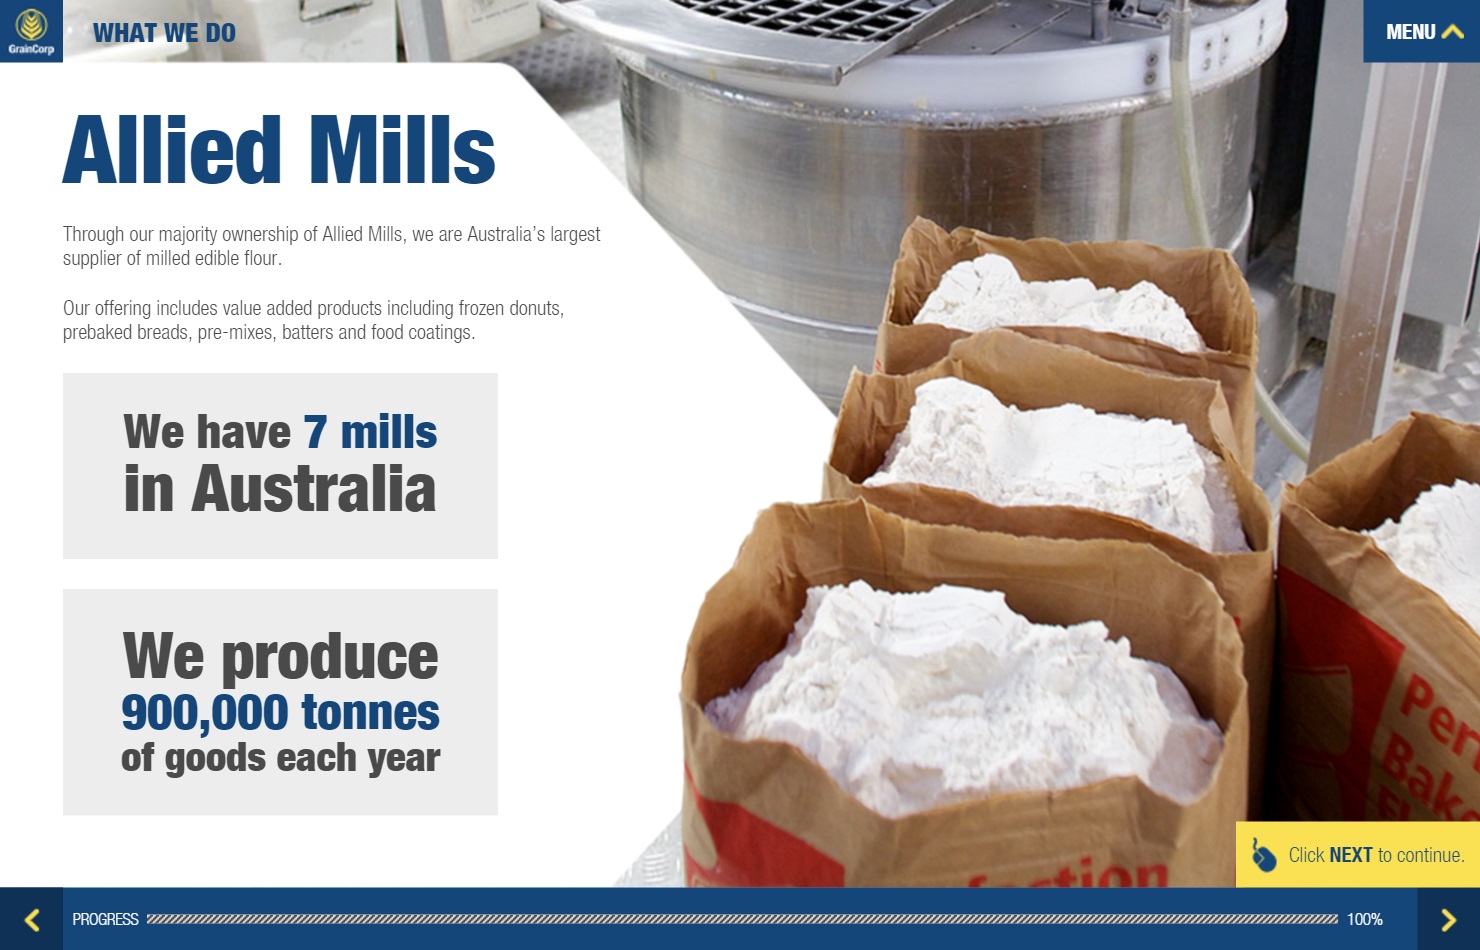 GrainCorp
WHAT WE DO
MENU
Allied Mills
Through our majority ownership of Allied Mills, we are Australia’s largest
supplier of milled edible flour.
Our offering includes value added products including frozen donuts,
prebaked breads, pre-mixes, batters and food coatings.
We have 7 mills
in Australia
We produce
900,000 tonnes
of goods each year
Click NEXT to continue.
PROGRESS
100%